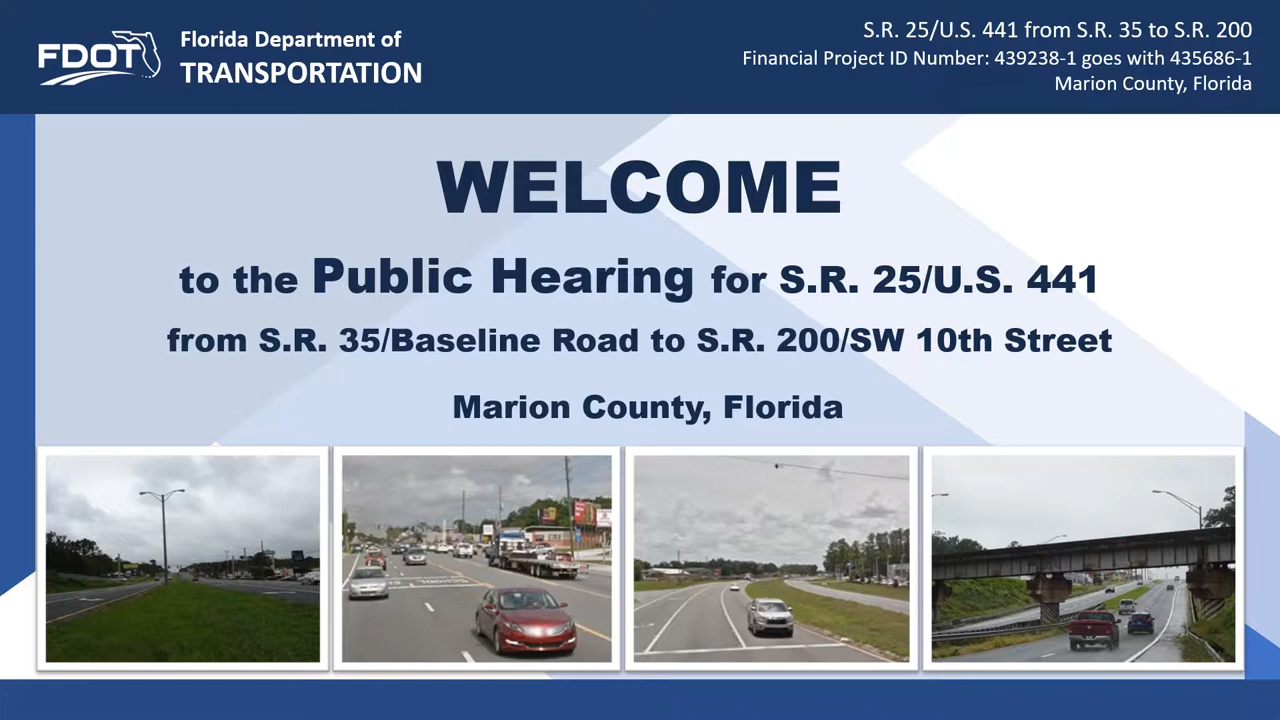 FDOT
Florida Department of
TRANSPORTATION
S.R. 25/U.S. 441 from S.R. 35 to S.R. 200
Financial Project ID Number: 439238-1 goes with 435686-1
Marion County, Florida
WELCOME
to the Public Hearing for S.R. 25/U.S. 441
from S.R. 35/Baseline Road to S.R. 200/SW 10th Street
Marion County, Florida